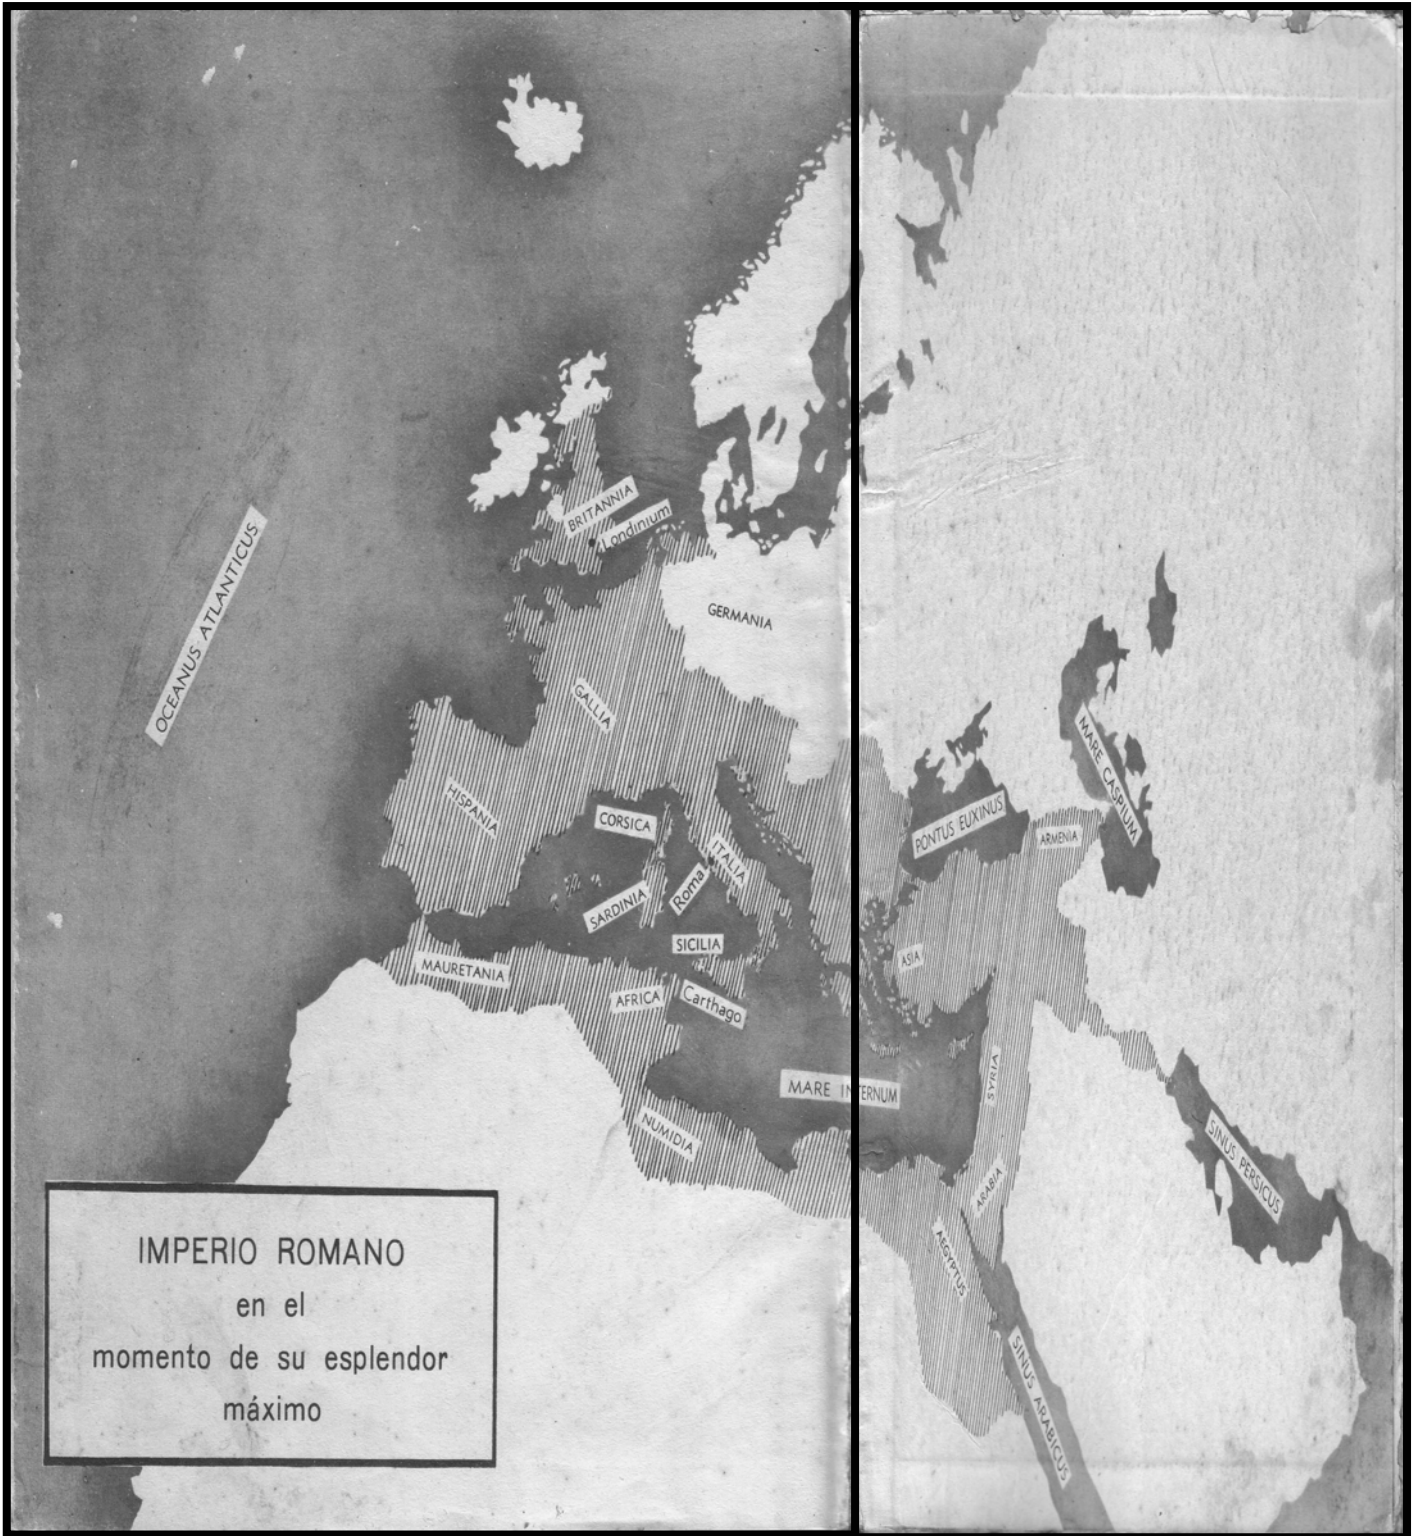 OCEANUS ATLANTICUS
BRITANNIA
Londinium
GERMANIA
GALLIA
HISPANIA
CORSICA
ITALIA
Roma
SARDINIA
SICILIA
MAURETANIA
AFRICA
Carthago
NUMIDIA
MARE INTERNUM
MARE CASPIUM
PONTUS EUXINUS
ARMENIA
ASIA
SYRIA
ARABIA
AEGYPTUS
SINUS PERSICUS
SINUS ARABICUS
IMPERIO ROMANO
en el
momento de su esplendor
máximo